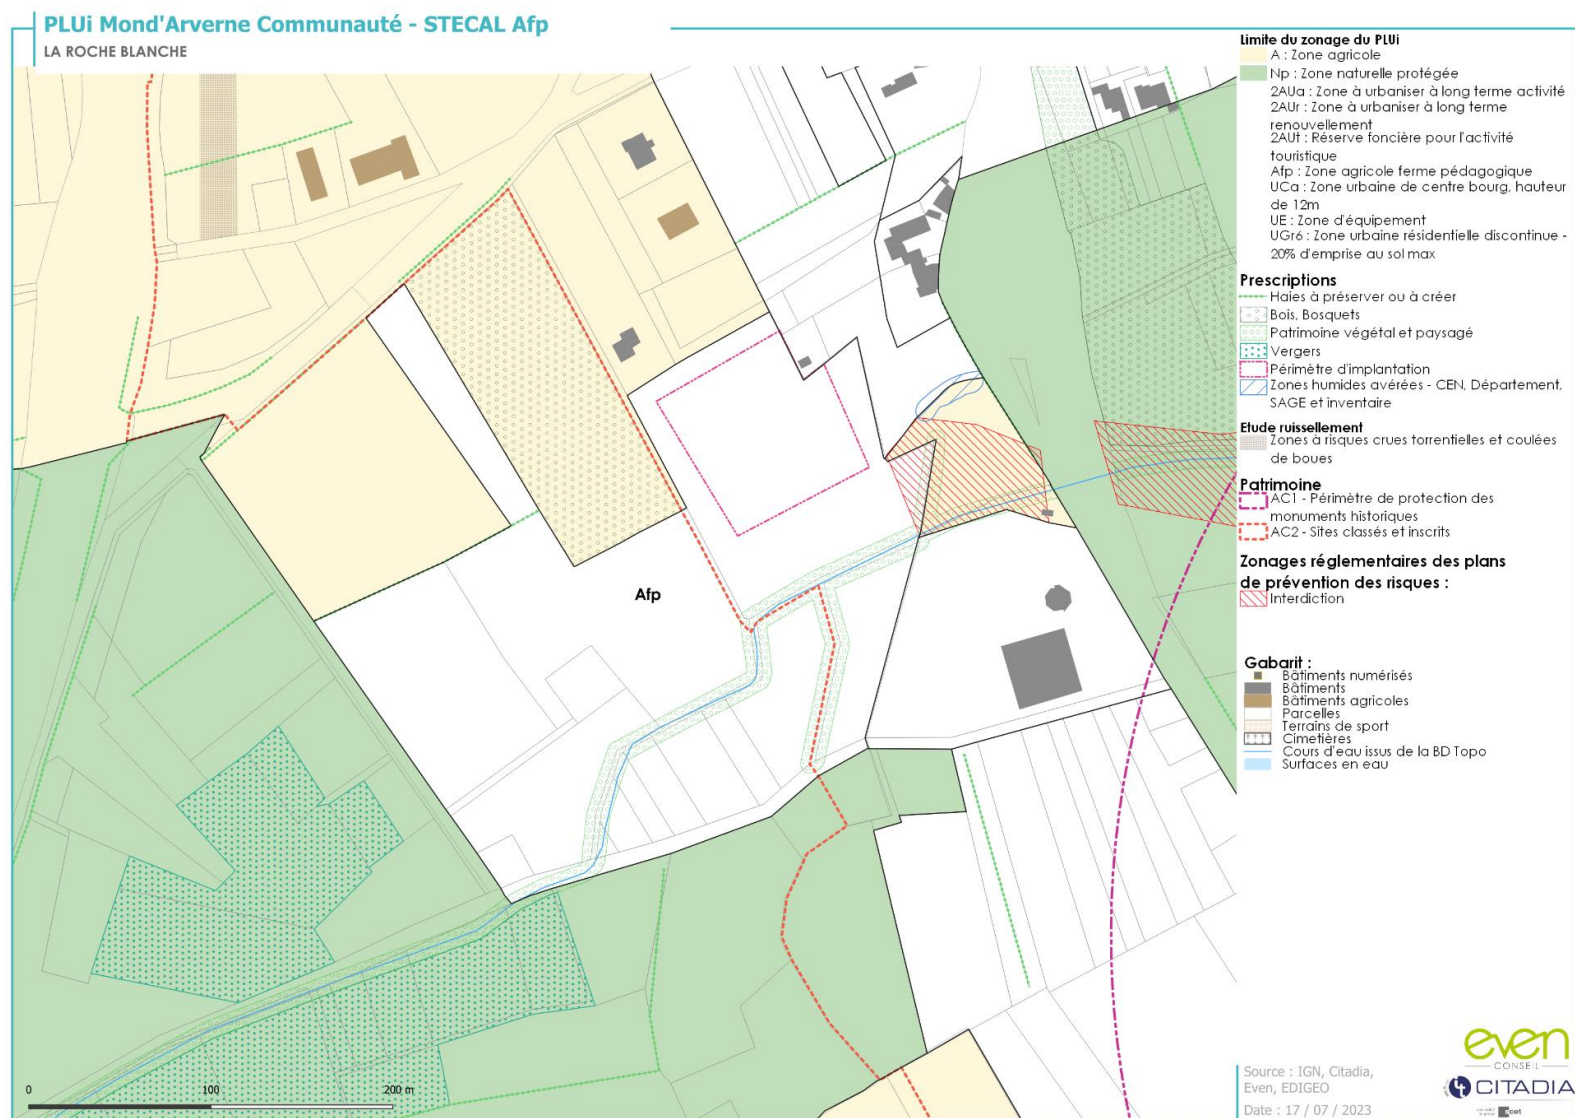 PLUi Mond'Arverne Communauté - STECAL Afp
LA ROCHE BLANCHE
Afp
0
100
200 m
Limite du zonage du PLUi
A : Zone agricole
Np : Zone naturelle protégée
2AUa : Zone à urbaniser à long terme activité
2AUr : Zone à urbaniser à long terme
renouvellement
2AUt : Réserve foncière pour l'activité
touristique
Afp : Zone agricole ferme pédagogique
UCa : Zone urbaine de centre bourg, hauteur
de 12m
UE : Zone d'équipement
UGr6 : Zone urbaine résidentielle discontinue -
20% d'emprise au sol max
Prescriptions
Haies à préserver ou à créer
Bois, Bosquets
Patrimoine végétal et paysagé
Vergers
Périmètre d'implantation
Zones humides avérées - CEN, Département,
SAGE et inventaire
Etude ruissellement
Zones à risques crues torrentielles et coulées
de boues
Patrimoine
AC1 - Périmètre de protection des
monuments historiques
AC2 - Sites classés et inscrits
Zonages réglementaires des plans
de prévention des risques :
Interdiction
Gabarit :
Bâtiments numérisés
Bâtiments
Bâtiments agricoles
Parcelles
Terrains de sport
Cimetières
Cours d'eau issus de la BD Topo
Surfaces en eau
Source : IGN, Citadia,
Even, EDIGEO
Date : 17 / 07 / 2023
even
CONSEIL
CITADIA